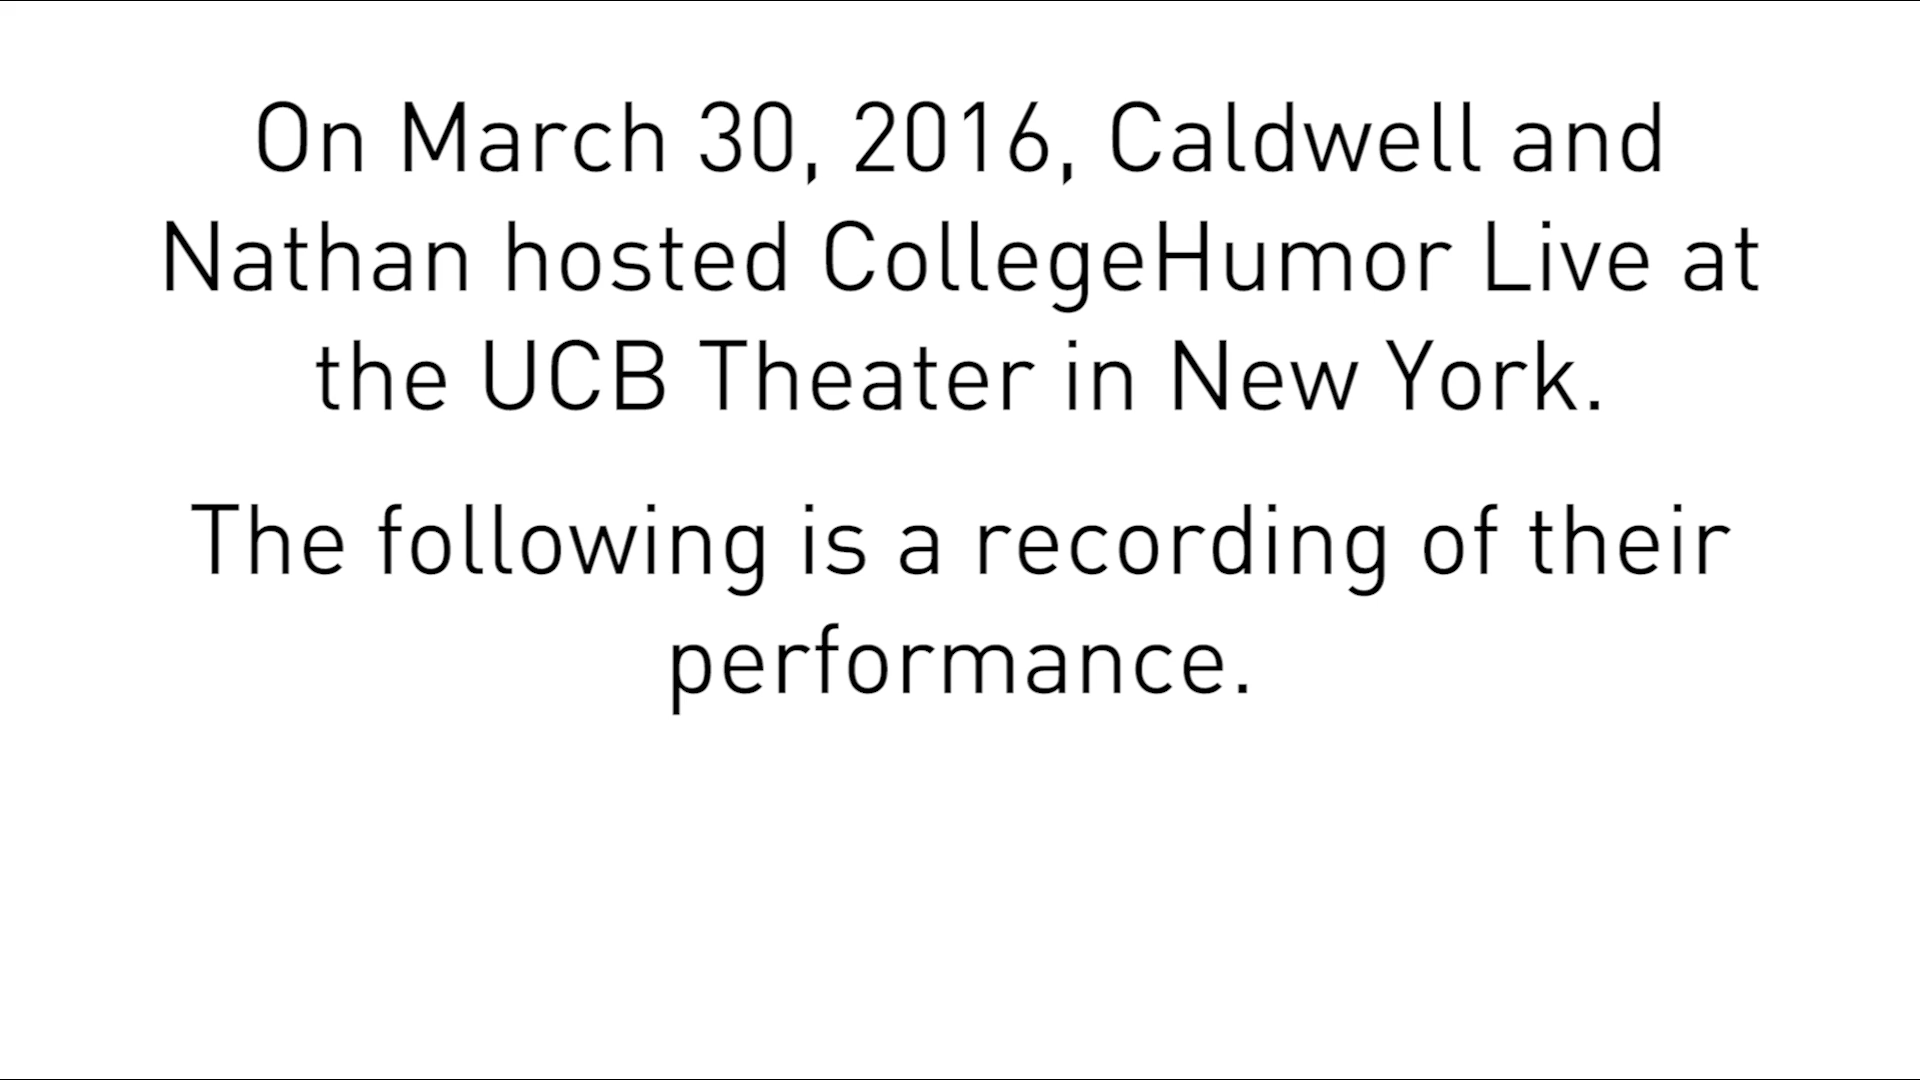 On March 30, 2016, Caldwell and
Nathan hosted CollegeHumor Live at
the UCB Theater in New York.
The following is a recording of their
performance.